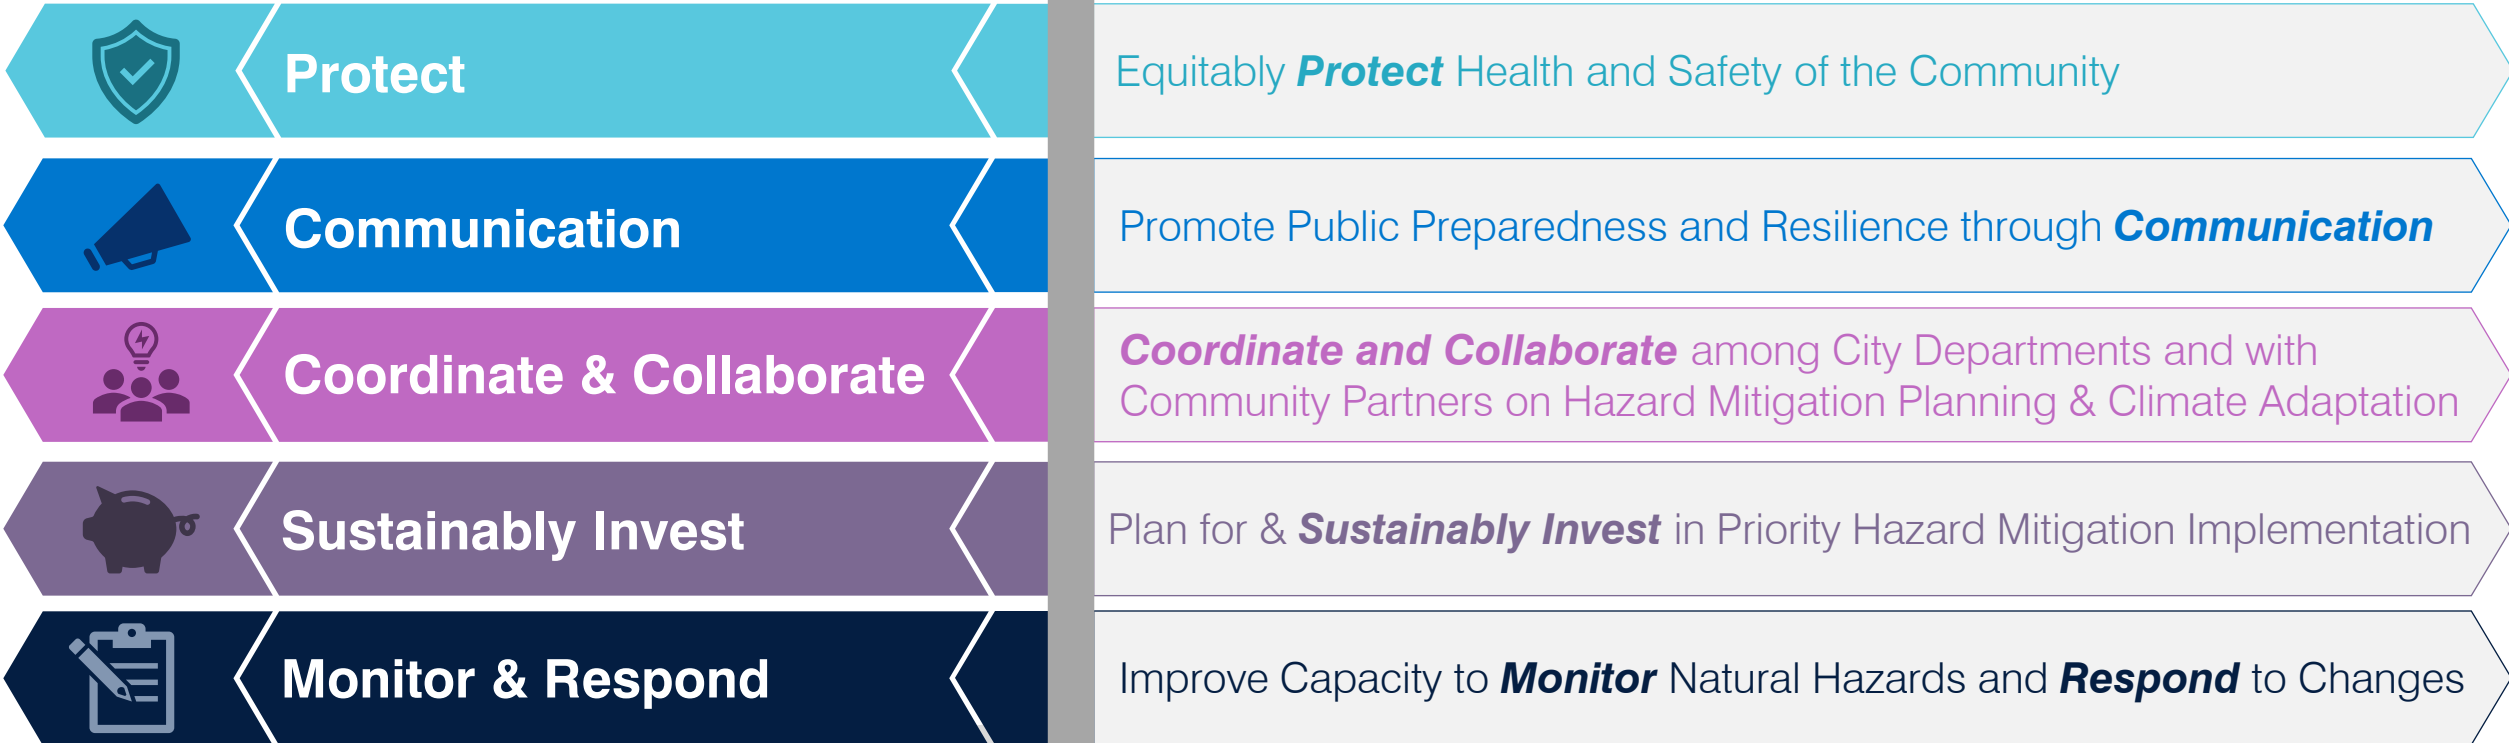 Protect
Equitably Protect Health and Safety of the Community
Communication
Promote Public Preparedness and Resilience through Communication
Coordinate & Collaborate
Coordinate and Collaborate among City Departments and with
Community Partners on Hazard Mitigation Planning & Climate Adaptation
Sustainably Invest
Plan for & Sustainably Invest in Priority Hazard Mitigation Implementation
Monitor & Respond
Improve Capacity to Monitor Natural Hazards and Respond to Changes